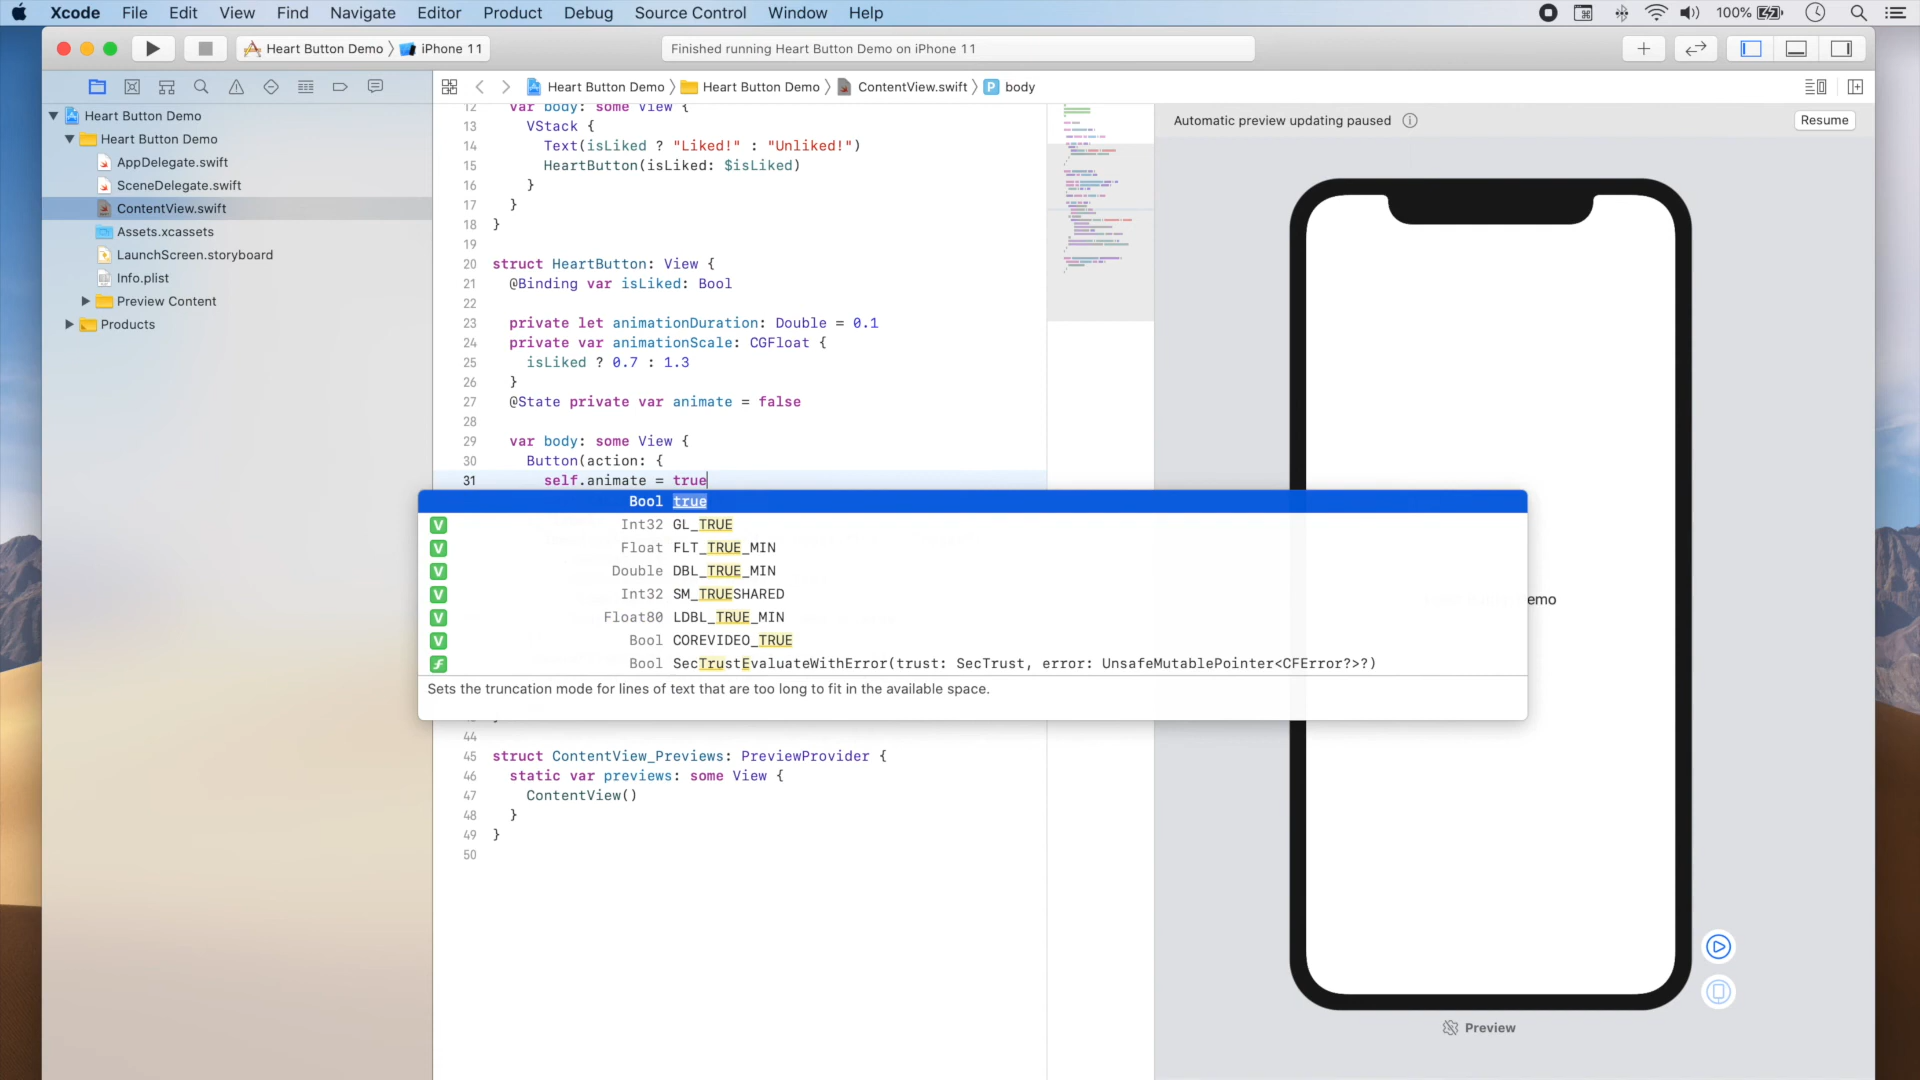 Xcode File Edit View Find Navigate Editor Product Debug Source Control Window Help 100%
Heart Button Demo iPhone 11
Finished running Heart Button Demo on iPhone 11
Heart Button Demo Heart Button Demo ContentView.swift P body
Heart Button Demo
Heart Button Demo
AppDelegate.swift
SceneDelegate.swift
ContentView.swift
Assets.xcassets
LaunchScreen.storyboard
Info.plist
Preview Content
Products
12 var body: some View {
13 VStack {
14 Text(isLiked ? "Liked!" : "Unliked!")
15 HeartButton(isLiked: $isLiked)
16 }
17 }
18 }
19
20 struct HeartButton: View {
21 @Binding var isLiked: Bool
22
23 private let animationDuration: Double = 0.1
24 private var animationScale: CGFloat {
25 isLiked ? 0.7 : 1.3
26 }
27 @State private var animate = false
28
29 var body: some View {
30 Button(action: {
31 self.animate = true
Bool true
V Int32 GL_TRUE
V Float FLT_TRUE_MIN
V Double DBL_TRUE_MIN
V Int32 SM_TRUESHARED
V Float80 LDBL_TRUE_MIN
V Bool COREVIDEO_TRUE
f Bool SecTrustEvaluateWithError(trust: SecTrust, error: UnsafeMutablePointer<CFError?>?)
Sets the truncation mode for lines of text that are too long to fit in the available space.
44
45 struct ContentView_Previews: PreviewProvider {
46 static var previews: some View {
47 ContentView()
48 }
49 }
50
Automatic preview updating paused
Resume
emo
Preview